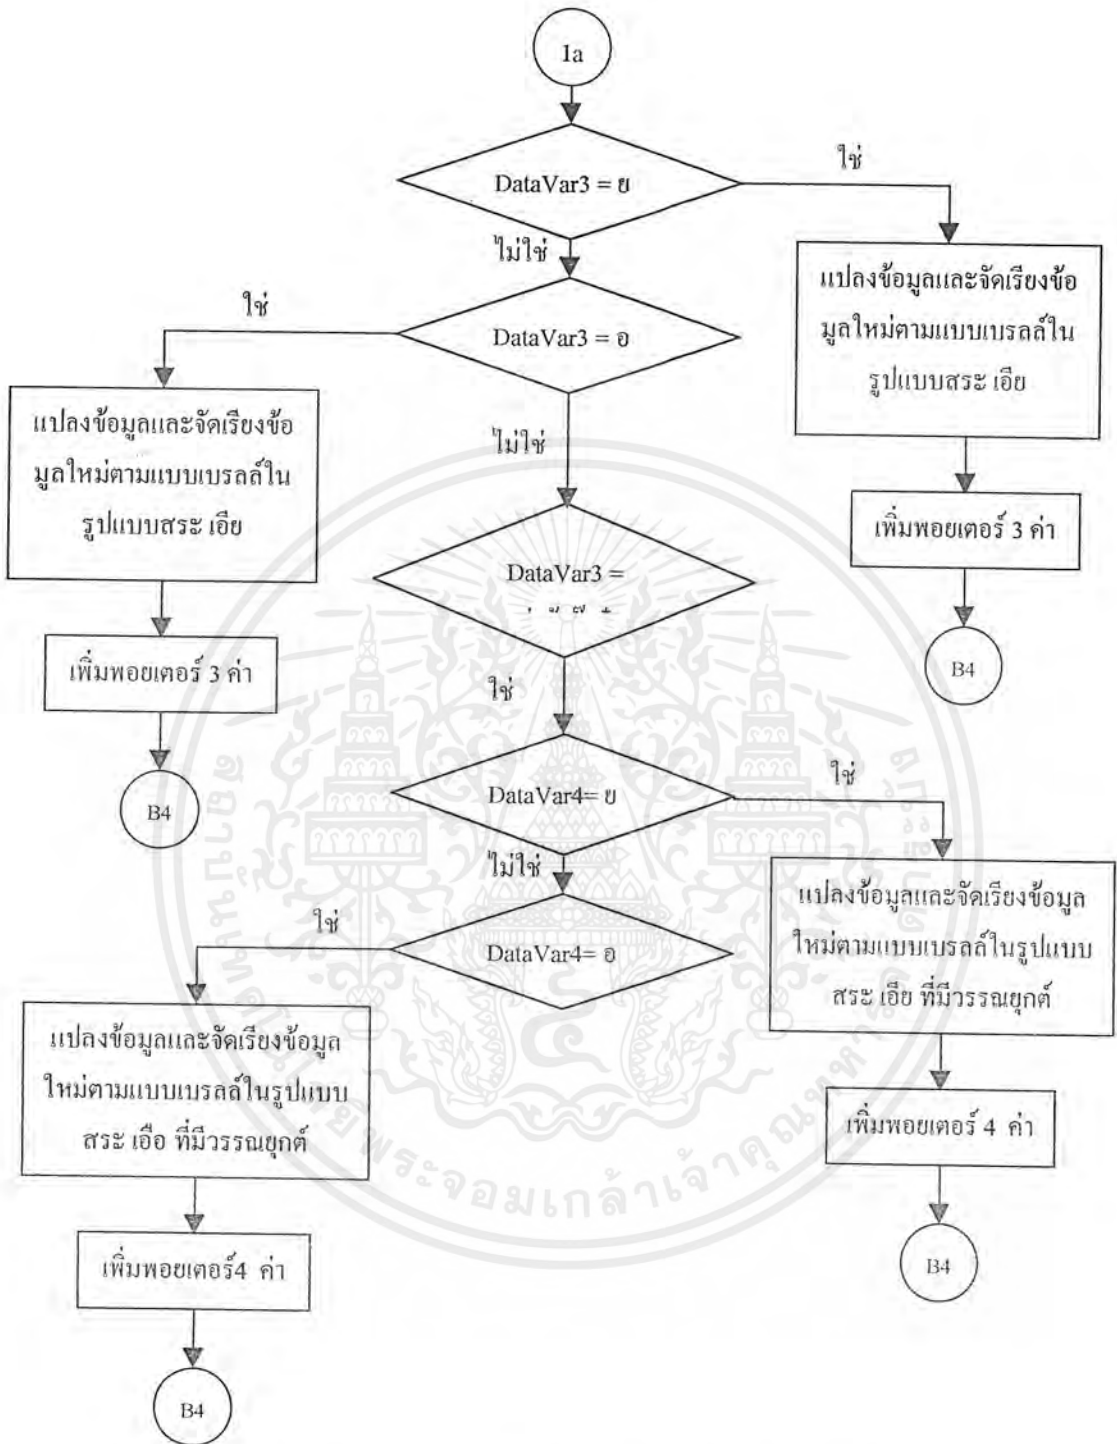 1a
DataVar3 = ย
ใช่
ไม่ใช่
แปลงข้อมูลและจัดเรียงข้อ
มูลใหม่ตามแบบเบรลล์ใน
รูปแบบสระ เอีย
เพิ่มพอยเตอร์ 3 ค่า
B4
DataVar3 = อ
ใช่
ไม่ใช่
แปลงข้อมูลและจัดเรียงข้อ
มูลใหม่ตามแบบเบรลล์ใน
รูปแบบสระ เอีย
เพิ่มพอยเตอร์ 3 ค่า
B4
DataVar3 =
ใช่
DataVar4= ย
ใช่
ไม่ใช่
แปลงข้อมูลและจัดเรียงข้อมูล
ใหม่ตามแบบเบรลล์ในรูปแบบ
สระ เอีย ที่มีวรรณยุกต์
เพิ่มพอยเตอร์ 4 ค่า
B4
DataVar4= อ
ใช่
แปลงข้อมูลและจัดเรียงข้อมูล
ใหม่ตามแบบเบรลล์ในรูปแบบ
สระ เอือ ที่มีวรรณยุกต์
เพิ่มพอยเตอร์4 ค่า
B4